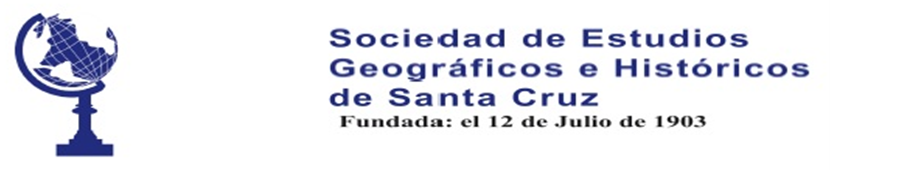 Sociedad de Estudios
Geográficos e Históricos
de Santa Cruz
Fundada: el 12 de Julio de 1903